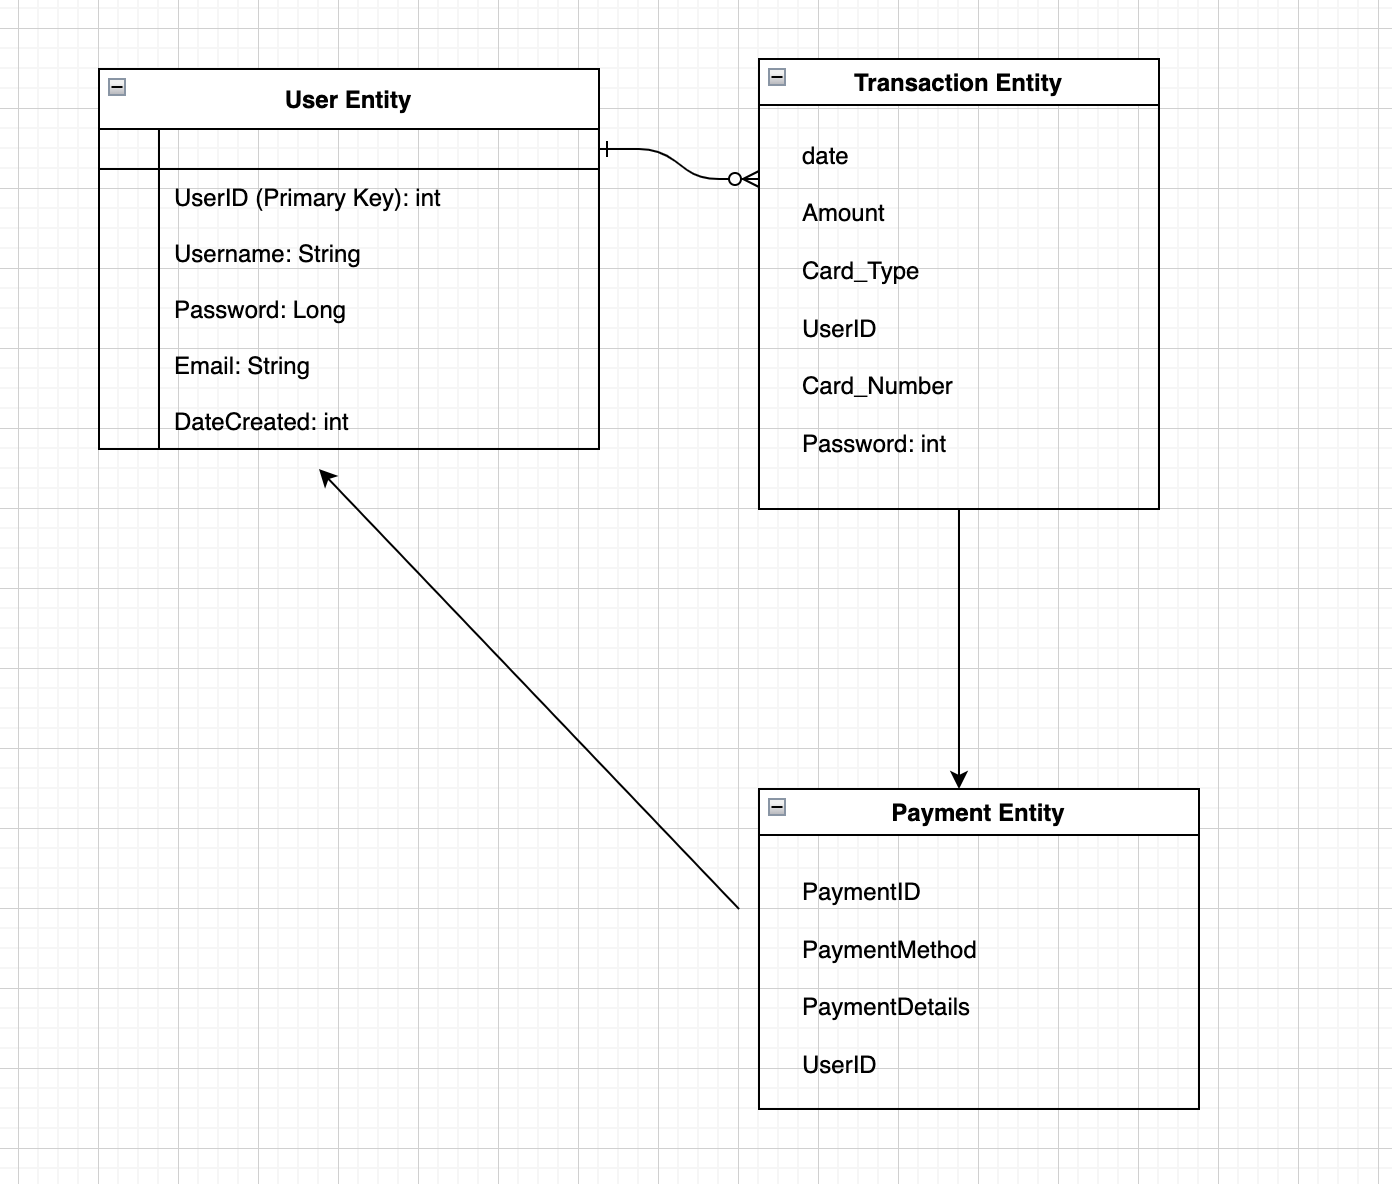 User Entity
UserID (Primary Key): int
Username: String
Password: Long
Email: String
DateCreated: int
Transaction Entity
date
Amount
Card_Type
UserID
Card_Number
Password: int
Payment Entity
PaymentID
PaymentMethod
PaymentDetails
UserID